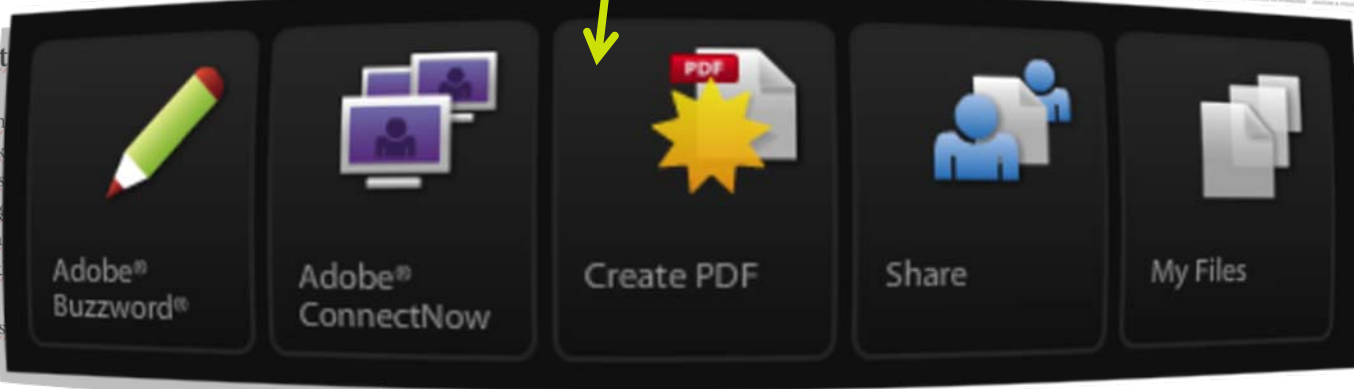 Adobe®
Buzzword®
Adobe®
ConnectNow
PDF
Create PDF
Share
My Files